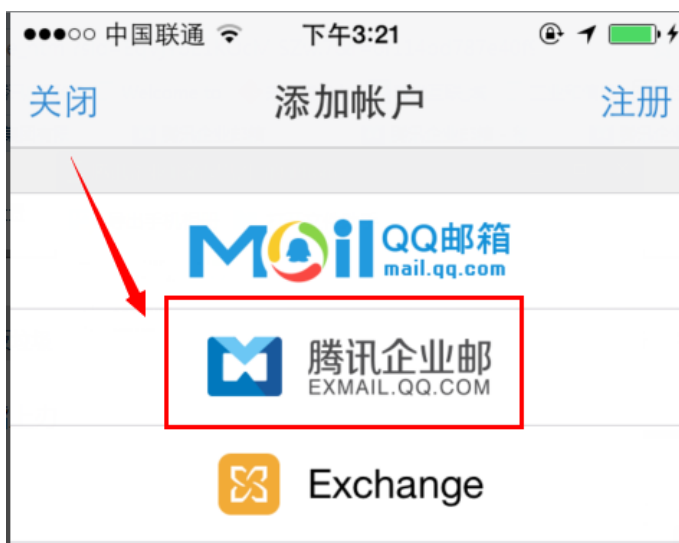 中国联通 下午3:21
关闭 添加帐户 注册
Mail QQ邮箱
mail.qq.com
腾讯企业邮
EXMAIL.QQ.COM
Exchange